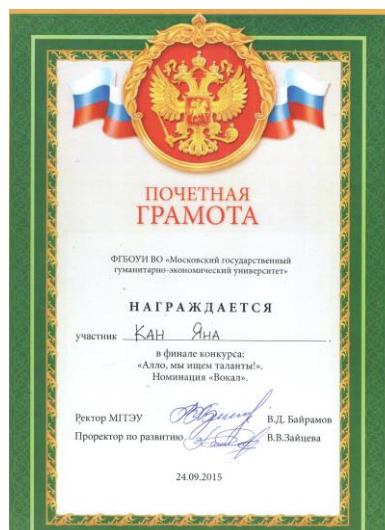 ПОЧЕТНАЯ
ГРАМОТА
ФГБОУИ ВО «Московский государственный
гуманитарно-экономический университет»
НАГРАЖДАЕТСЯ
участник КАН ЯНА
в финале конкурса:
«Алло, мы ищем таланты!».
Номинация «Вокал».
Ректор МГГЭУ В.Д. Байрамов
Проректор по развитию В.В.Зайцева
24.09.2015